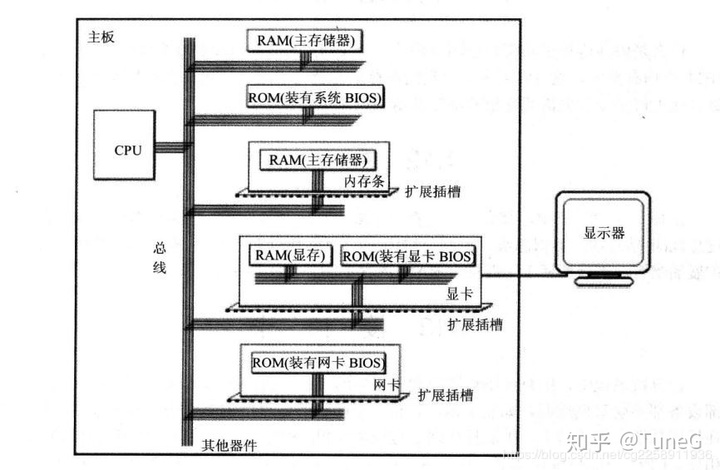 主板
RAM(主存储器)
ROM(装有系统 BIOS)
CPU
RAM(主存储器)
内存条
扩展插槽
总线
RAM(显存)
ROM(装有显卡 BIOS)
显卡
扩展插槽
显示器
ROM(装有网卡 BIOS)
网卡
扩展插槽
其他器件
知乎 @TuneG
https://blog.csdn.net/cg2258911936